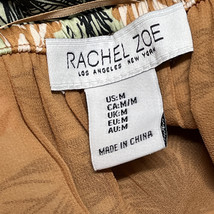 RACHEL ZOE
LOS ANGELES NEW YORK
US:M
CA:M/M
UK:M
EU:M
AU:M
MADE IN CHINA